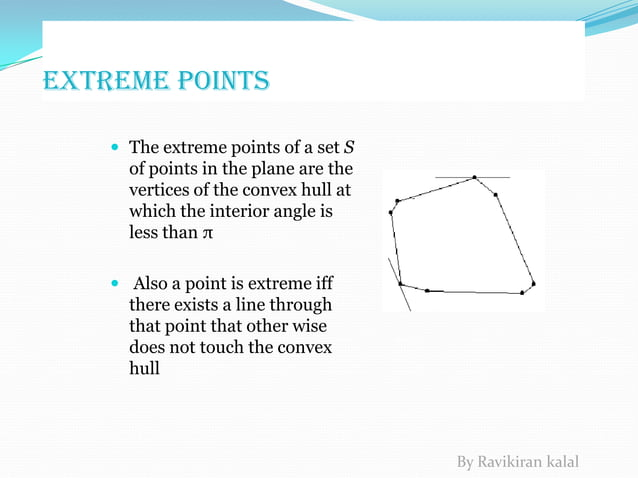 Extreme Points
• The extreme points of a set S
of points in the plane are the
vertices of the convex hull at
which the interior angle is
less than π
• Also a point is extreme iff
there exists a line through
that point that other wise
does not touch the convex
hull
By Ravikiran kalal